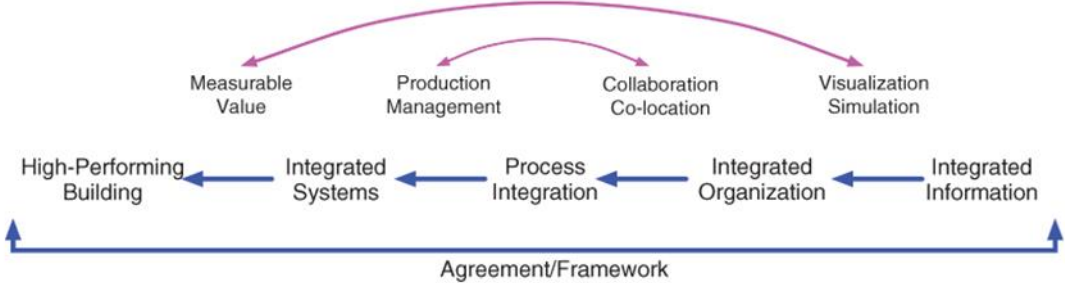 Measurable
Value
Production
Management
Collaboration
Co-location
Visualization
Simulation
High-Performing
Building
Integrated
Systems
Process
Integration
Integrated
Organization
Integrated
Information
Agreement/Framework